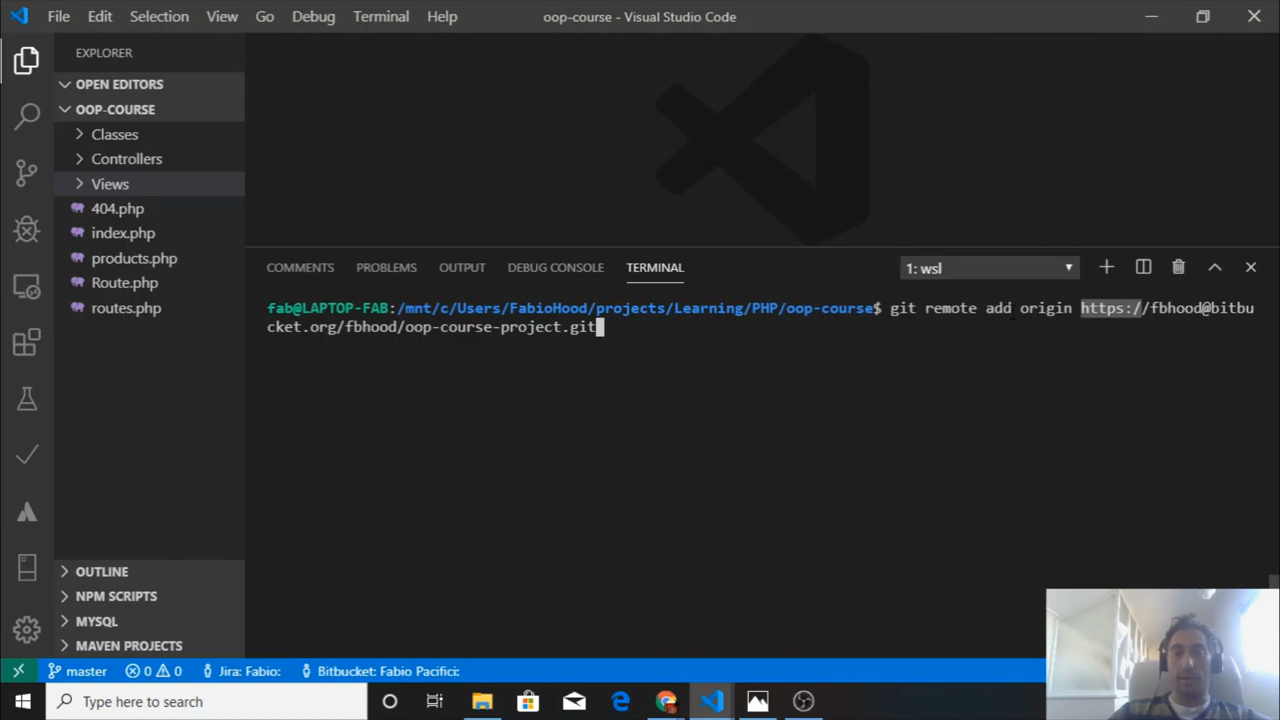 File Edit Selection View Go Debug Terminal Help
oop-course - Visual Studio Code
EXPLORER
OPEN EDITORS
OOP-COURSE
Classes
Controllers
Views
404.php
index.php
products.php
Route.php
routes.php
OUTLINE
NPM SCRIPTS
MYSQL
MAVEN PROJECTS
COMMENTS PROBLEMS OUTPUT DEBUG CONSOLE TERMINAL
1: wsl
fab@LAPTOP-FAB:/mnt/c/Users/FabioHood/projects/Learning/PHP/oop-course$ git remote add origin https://fbhood@bitbu
cket.org/fbhood/oop-course-project.git
master 0 0 Jira: Fabio: Bitbucket: Fabio Pacifici:
Type here to search